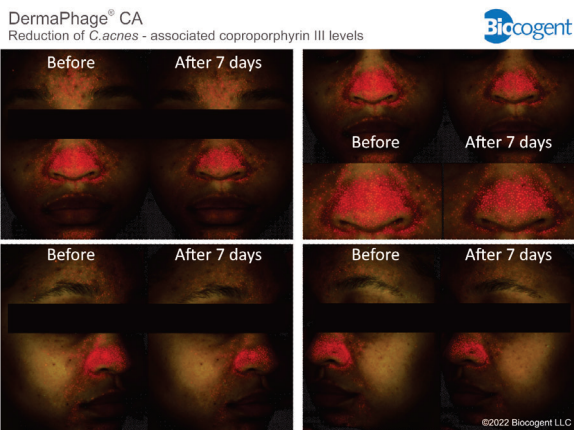 DermaPhage® CA
Reduction of C.acnes - associated coproporphyrin III levels
Biocogent
Before After 7 days
Before After 7 days
Before After 7 days
Before After 7 days
©2022 Biocogent LLC